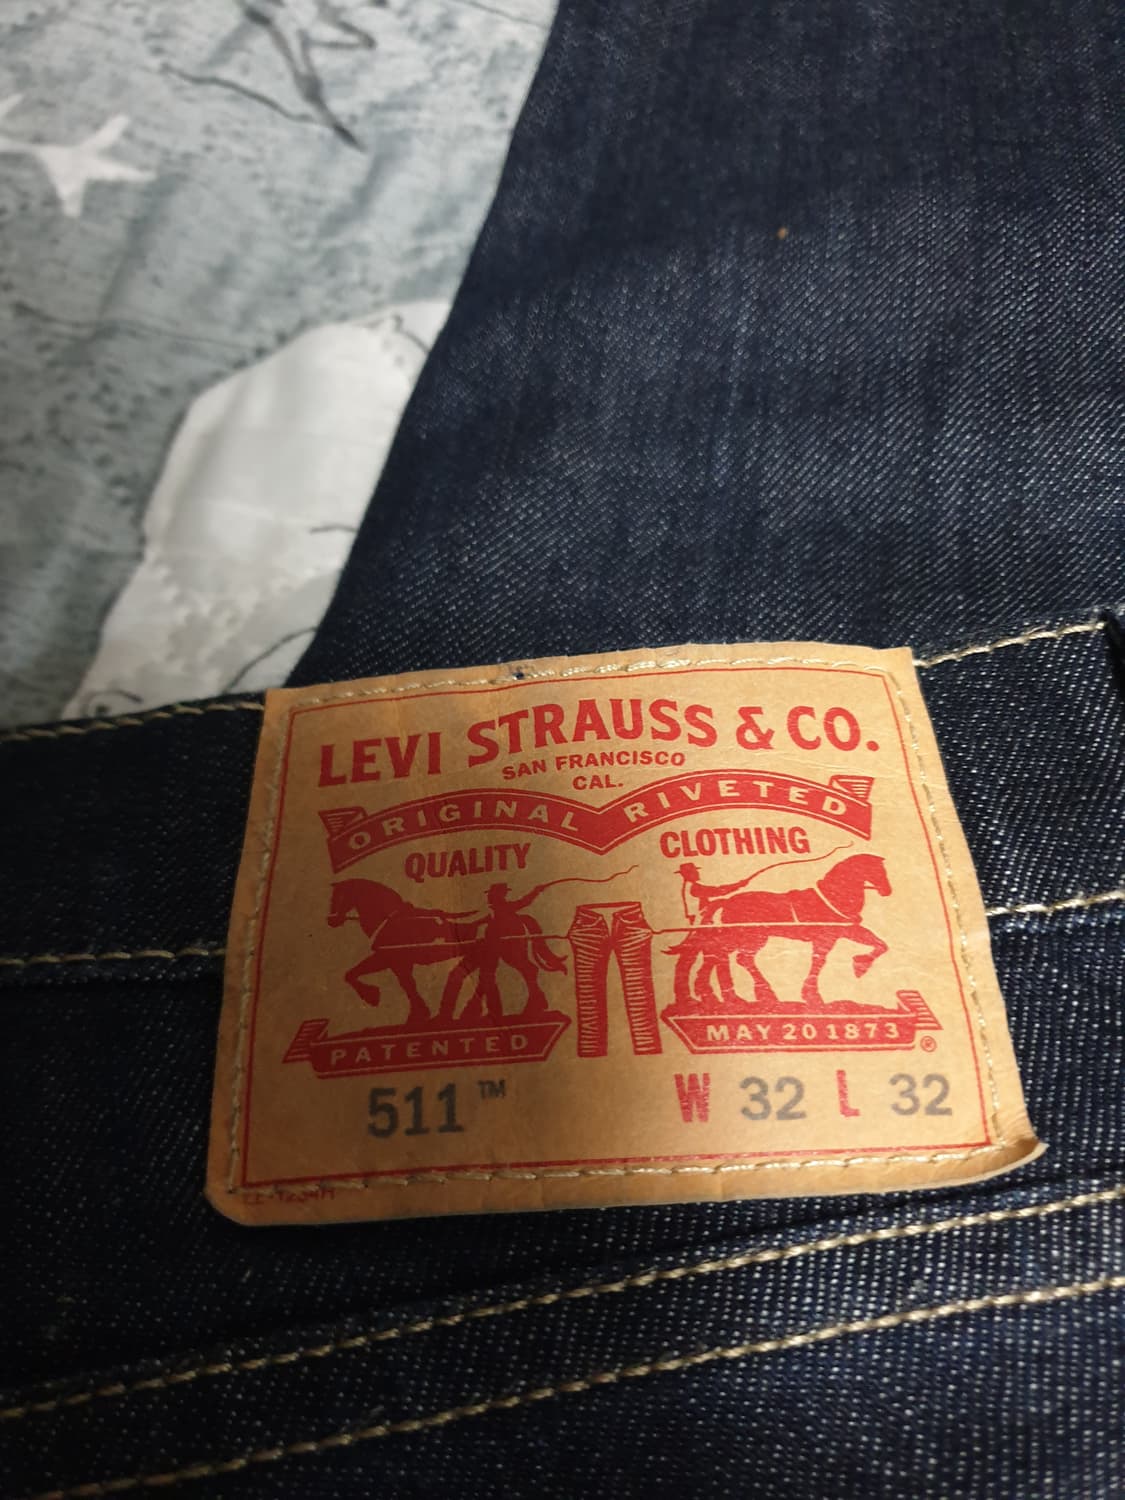 LEVI STRAUSS & CO.
SAN FRANCISCO
CAL.
ORIGINAL RIVETED
QUALITY CLOTHING
PATENTED MAY 20 1873 ®
511™ W 32 L 32